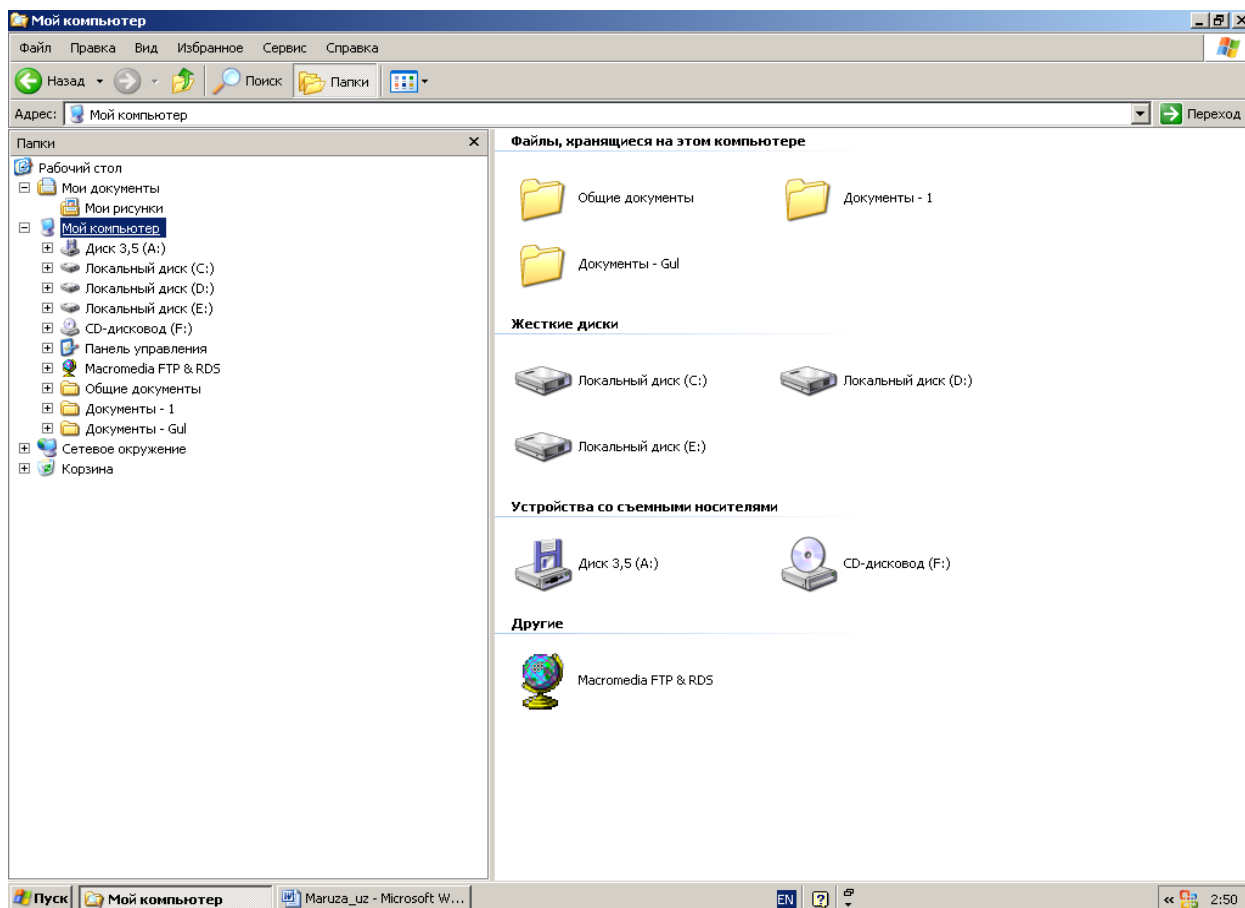 Мой компьютер
Файл Правка Вид Избранное Сервис Справка
Назад Поиск Папки
Адрес: Мой компьютер Переход
Папки
Рабочий стол
Мои документы
Мои рисунки
Мой компьютер
Диск 3,5 (A:)
Локальный диск (C:)
Локальный диск (D:)
Локальный диск (E:)
CD-дисковод (F:)
Панель управления
Macromedia FTP & RDS
Общие документы
Документы - 1
Документы - Gul
Сетевое окружение
Корзина
Файлы, хранящиеся на этом компьютере
Общие документы Документы - 1
Документы - Gul
Жесткие диски
Локальный диск (C:) Локальный диск (D:)
Локальный диск (E:)
Устройства со съемными носителями
Диск 3,5 (A:) CD-дисковод (F:)
Другие
Macromedia FTP & RDS
Пуск Мой компьютер Maruza_uz - Microsoft W... EN « 2:50